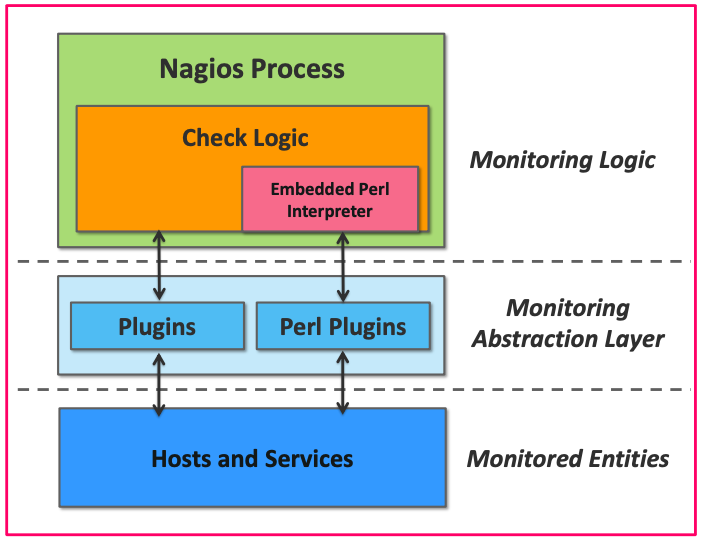 Nagios Process
Check Logic
Embedded Perl
Interpreter
Monitoring Logic
Plugins
Perl Plugins
Monitoring
Abstraction Layer
Hosts and Services
Monitored Entities